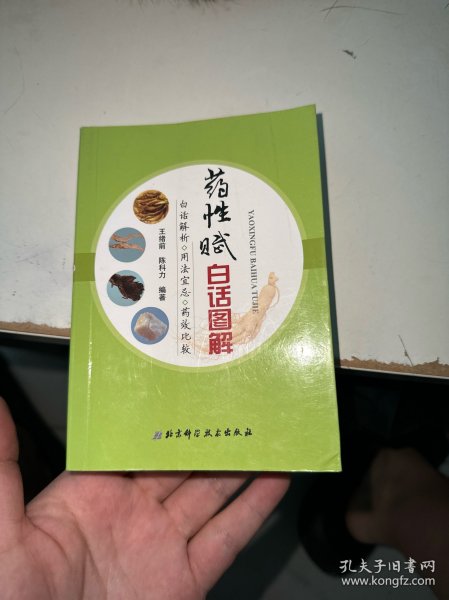 药性赋
白话图解
YAOXINGFU BAIHUA TUJIE
白话解析◇用法宜忌◇药效比较
王绪前 陈科力 编著
北京科学技术出版社
孔夫子旧书网
www.kongfz.com